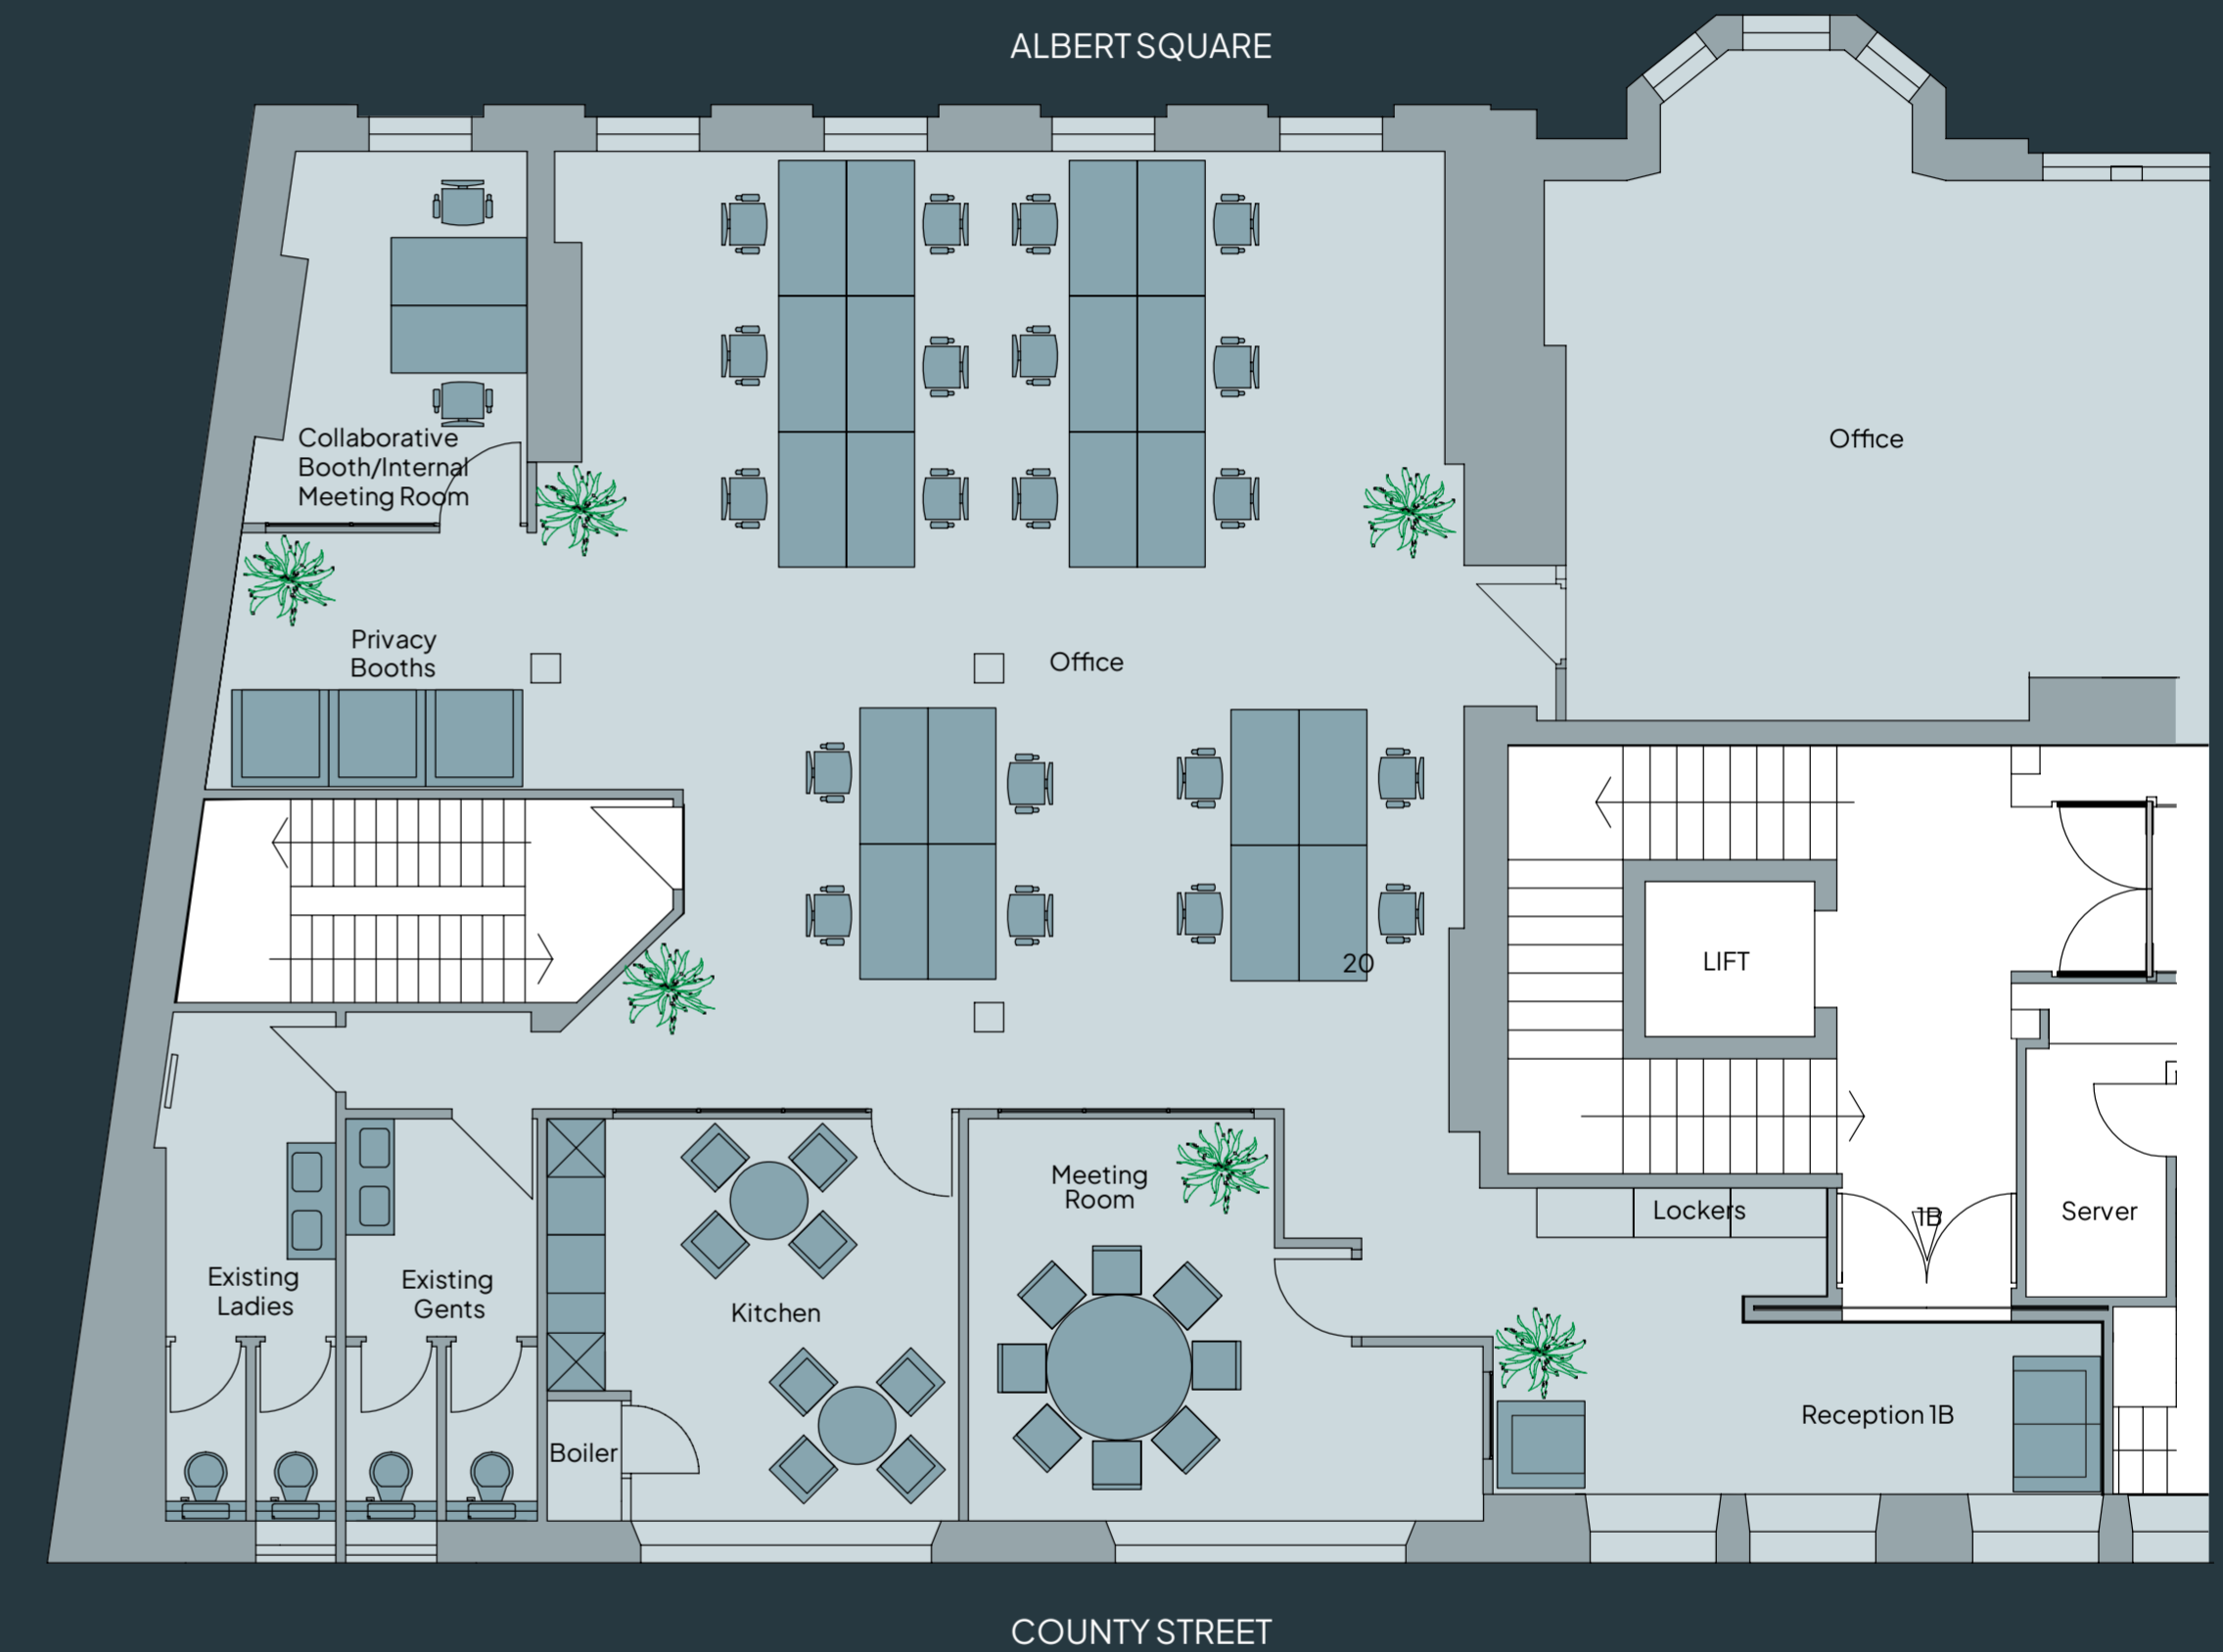 ALBERT SQUARE
Office
Collaborative
Booth/Internal
Meeting Room
Privacy
Booths
Office
20
LIFT
Meeting
Room
Lockers
1B
Server
Existing
Ladies
Existing
Gents
Kitchen
Reception 1B
Boiler
COUNTY STREET